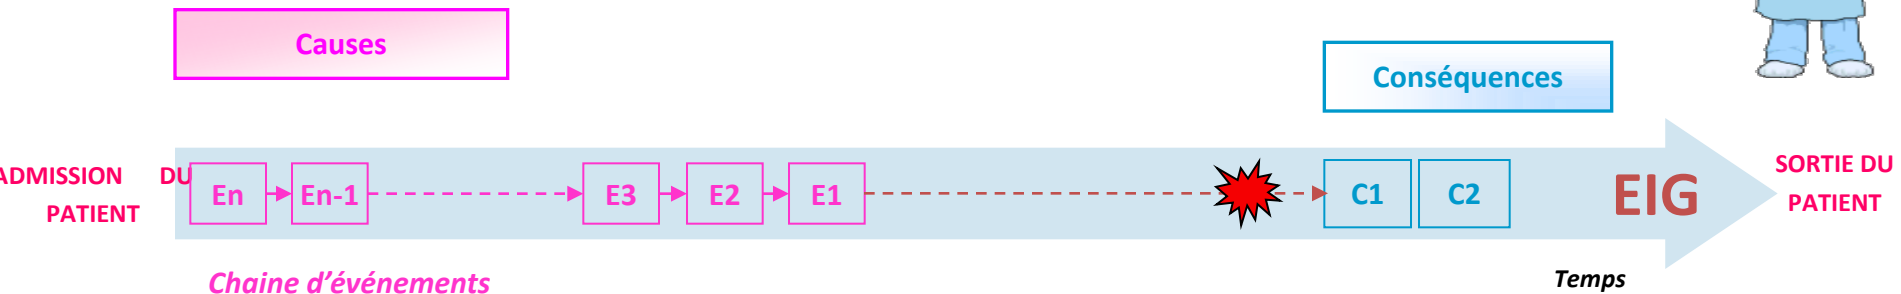 Causes
Conséquences
ADMISSION DU
PATIENT
En
En-1
E3
E2
E1
C1
C2
EIG
SORTIE DU
PATIENT
Chaine d’événements
Temps